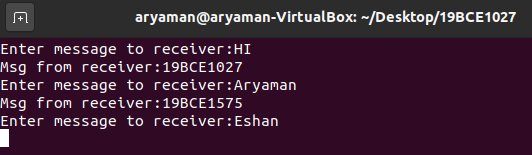 aryaman@aryaman-VirtualBox: ~/Desktop/19BCE1027
Enter message to receiver:HI
Msg from receiver:19BCE1027
Enter message to receiver:Aryaman
Msg from receiver:19BCE1575
Enter message to receiver:Eshan